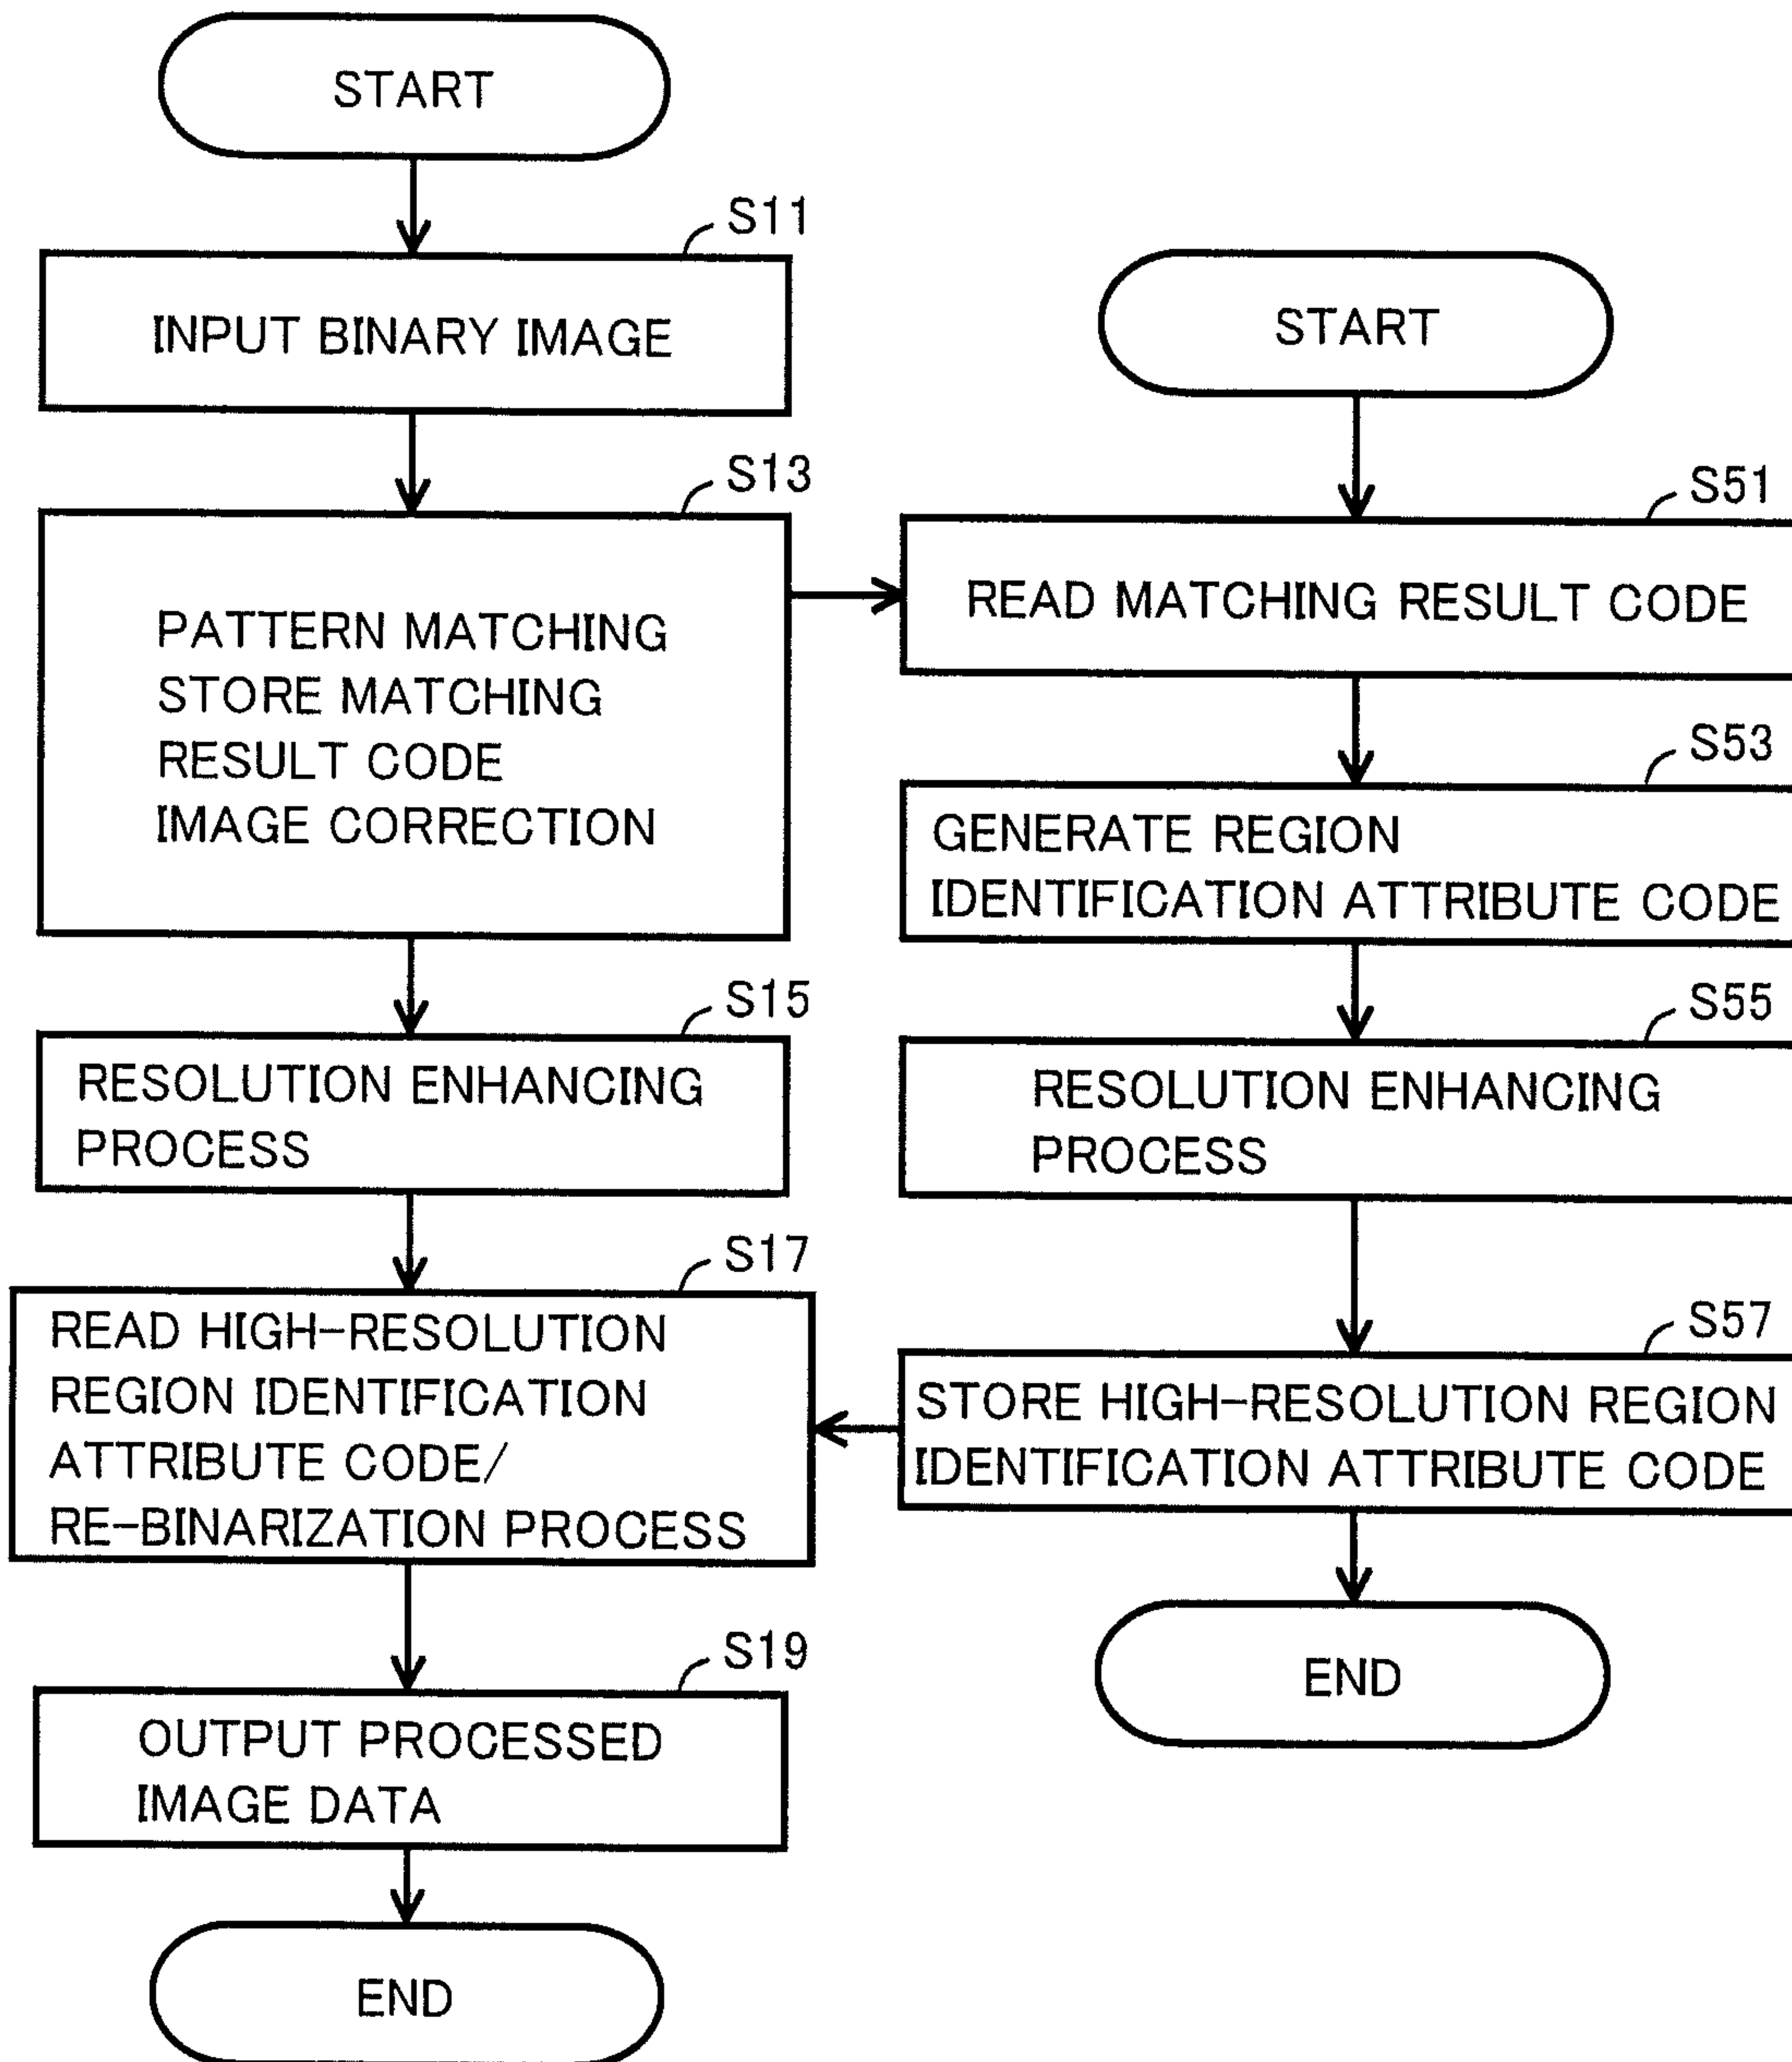 START
S11
INPUT BINARY IMAGE
S13
PATTERN MATCHING
STORE MATCHING
RESULT CODE
IMAGE CORRECTION
S15
RESOLUTION ENHANCING
PROCESS
S17
READ HIGH-RESOLUTION
REGION IDENTIFICATION
ATTRIBUTE CODE/
RE-BINARIZATION PROCESS
S19
OUTPUT PROCESSED
IMAGE DATA
END
START
S51
READ MATCHING RESULT CODE
S53
GENERATE REGION
IDENTIFICATION ATTRIBUTE CODE
S55
RESOLUTION ENHANCING
PROCESS
S57
STORE HIGH-RESOLUTION REGION
IDENTIFICATION ATTRIBUTE CODE
END